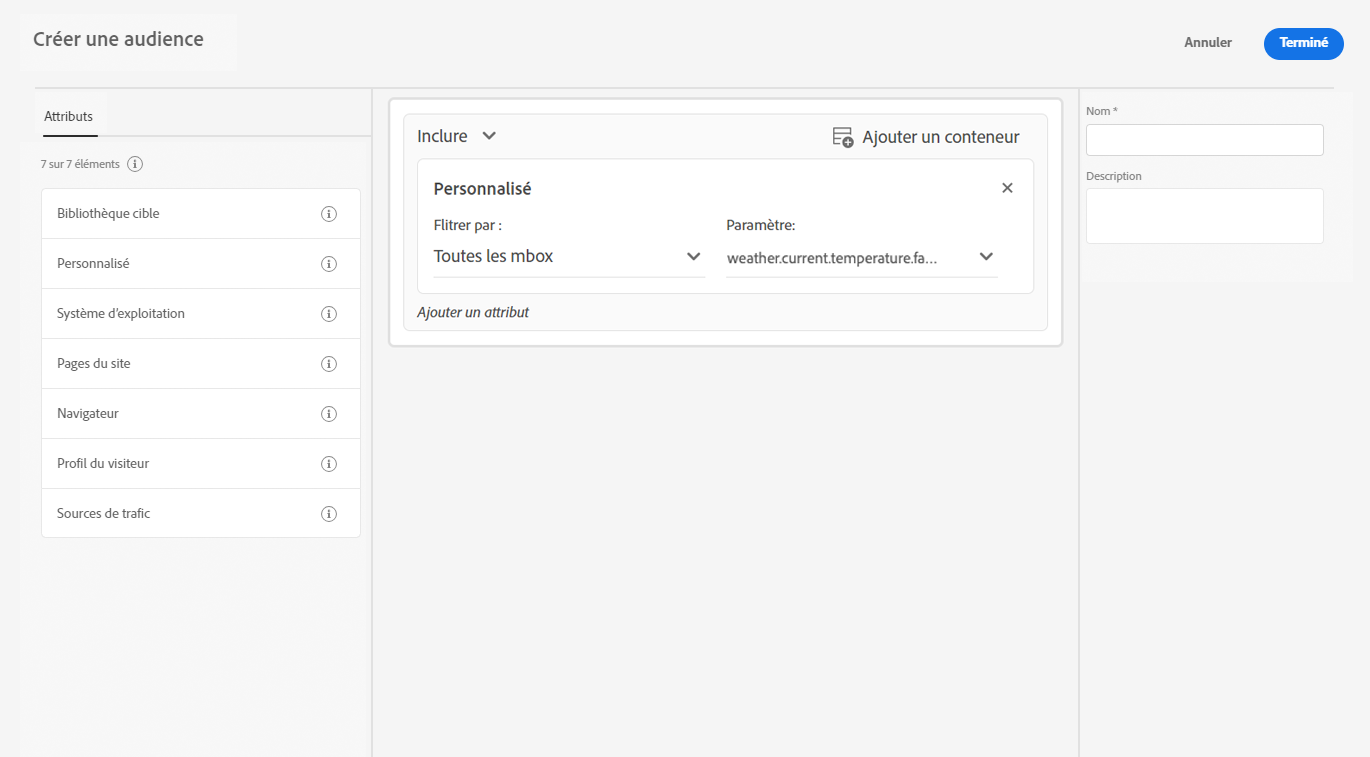 Créer une audience
Annuler
Terminé
Attributs
7 sur 7 éléments
Bibliothèque cible
Personnalisé
Système d'exploitation
Pages du site
Navigateur
Profil du visiteur
Sources de trafic
Inclure
Ajouter un conteneur
Personnalisé
Flitrer par :
Paramètre:
Toutes les mbox
weather.current.temperature.fa...
Ajouter un attribut
Nom *
Description